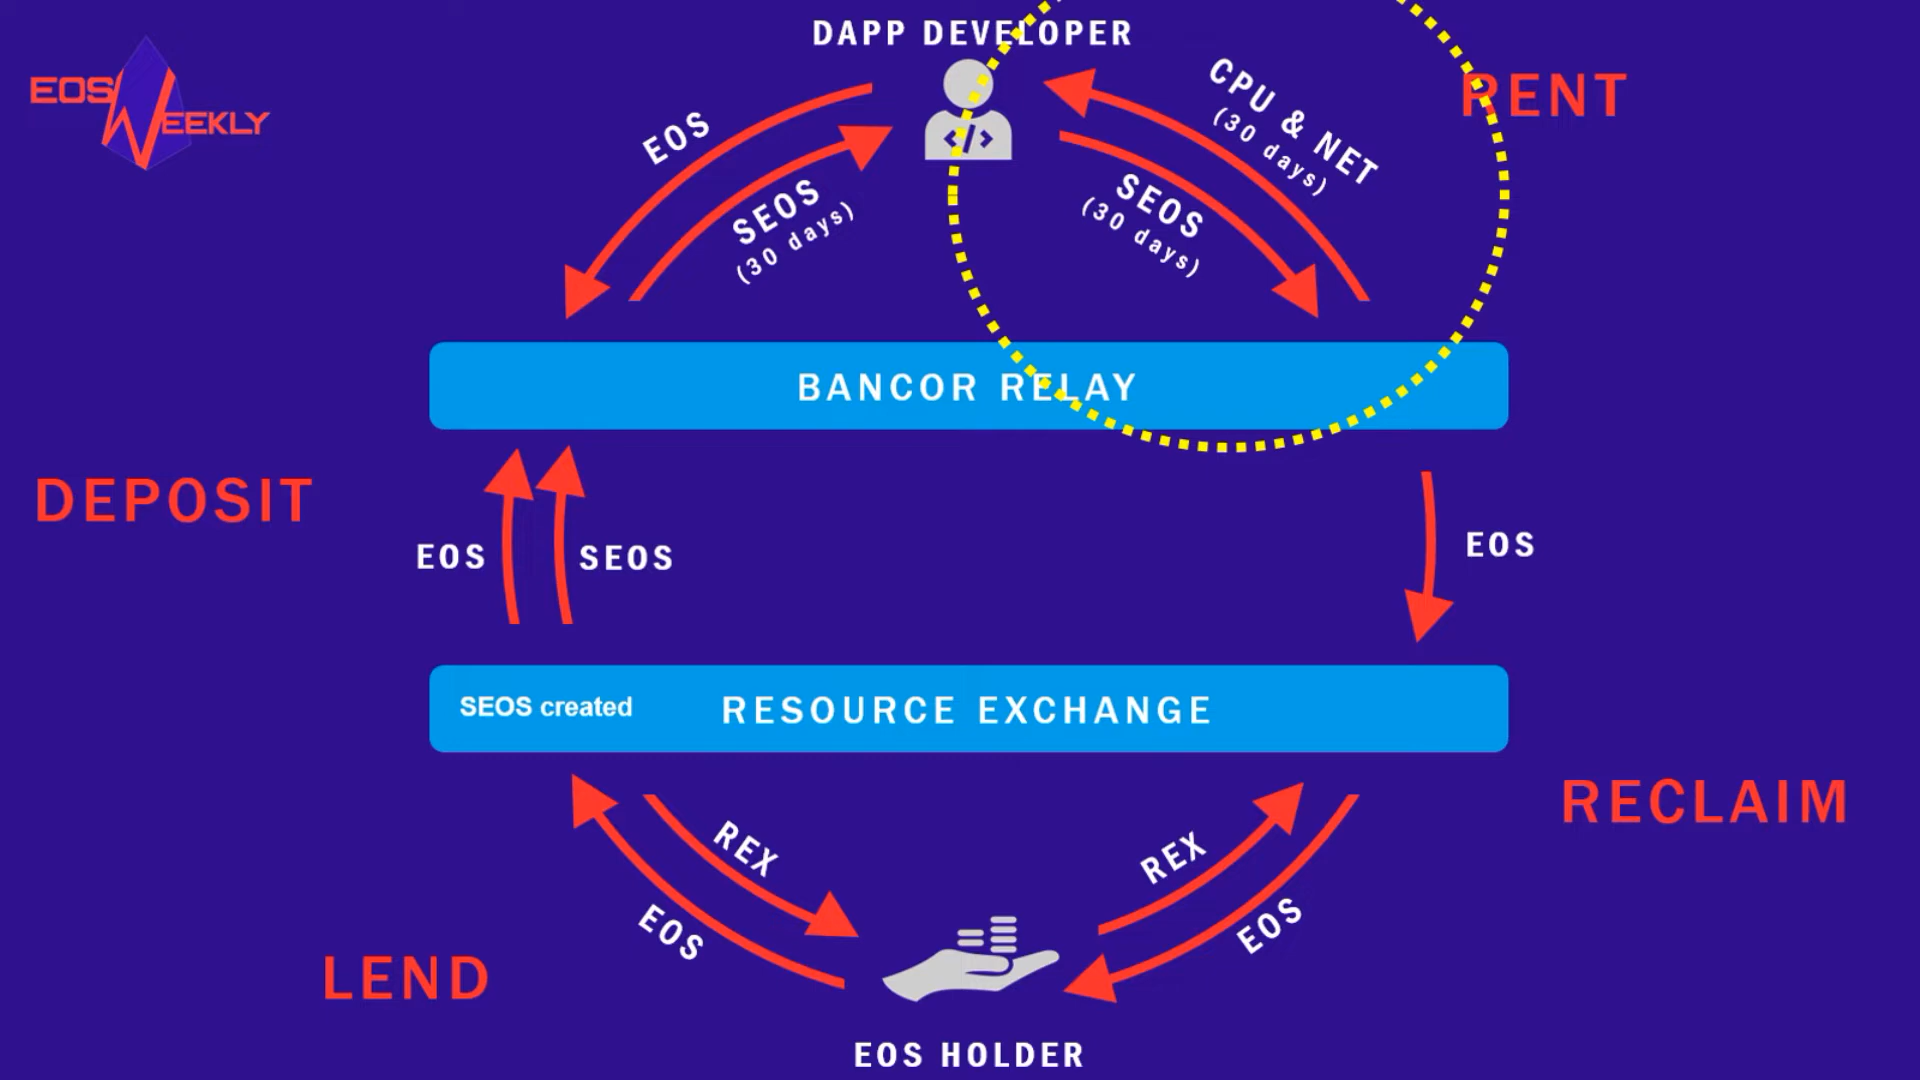 DAPP DEVELOPER
EOS WEEKLY
RENT
EOS
SEOS
(30 days)
CPU & NET
(30 days)
SEOS
(30 days)
</>
BANCOR RELAY
DEPOSIT
EOS
SEOS
EOS
SEOS created
RESOURCE EXCHANGE
RECLAIM
REX
EOS
REX
EOS
LEND
EOS HOLDER